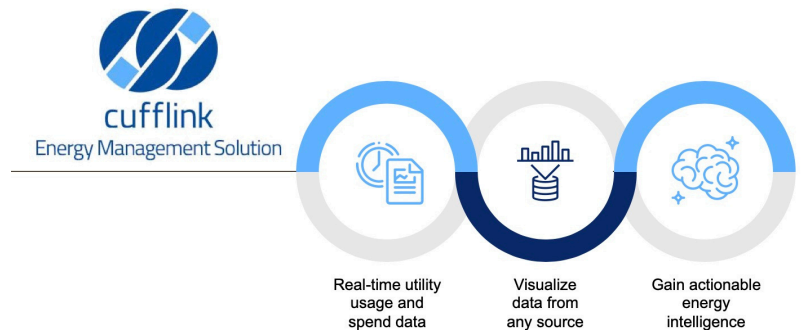 cufflink
Energy Management Solution
Real-time utility
usage and
spend data
Visualize
data from
any source
Gain actionable
energy
intelligence